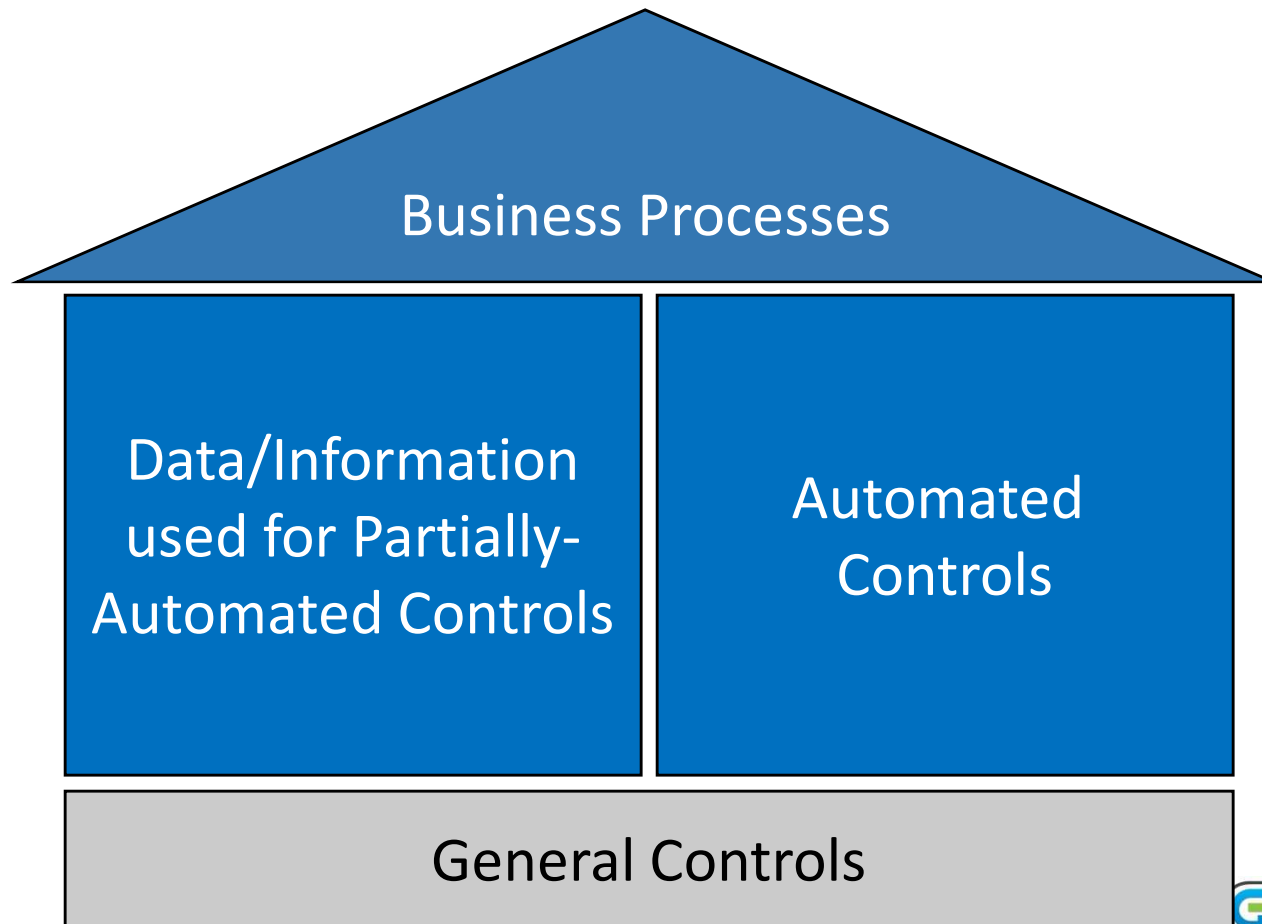 Business Processes
Data/Information
used for Partially-
Automated Controls
Automated
Controls
General Controls